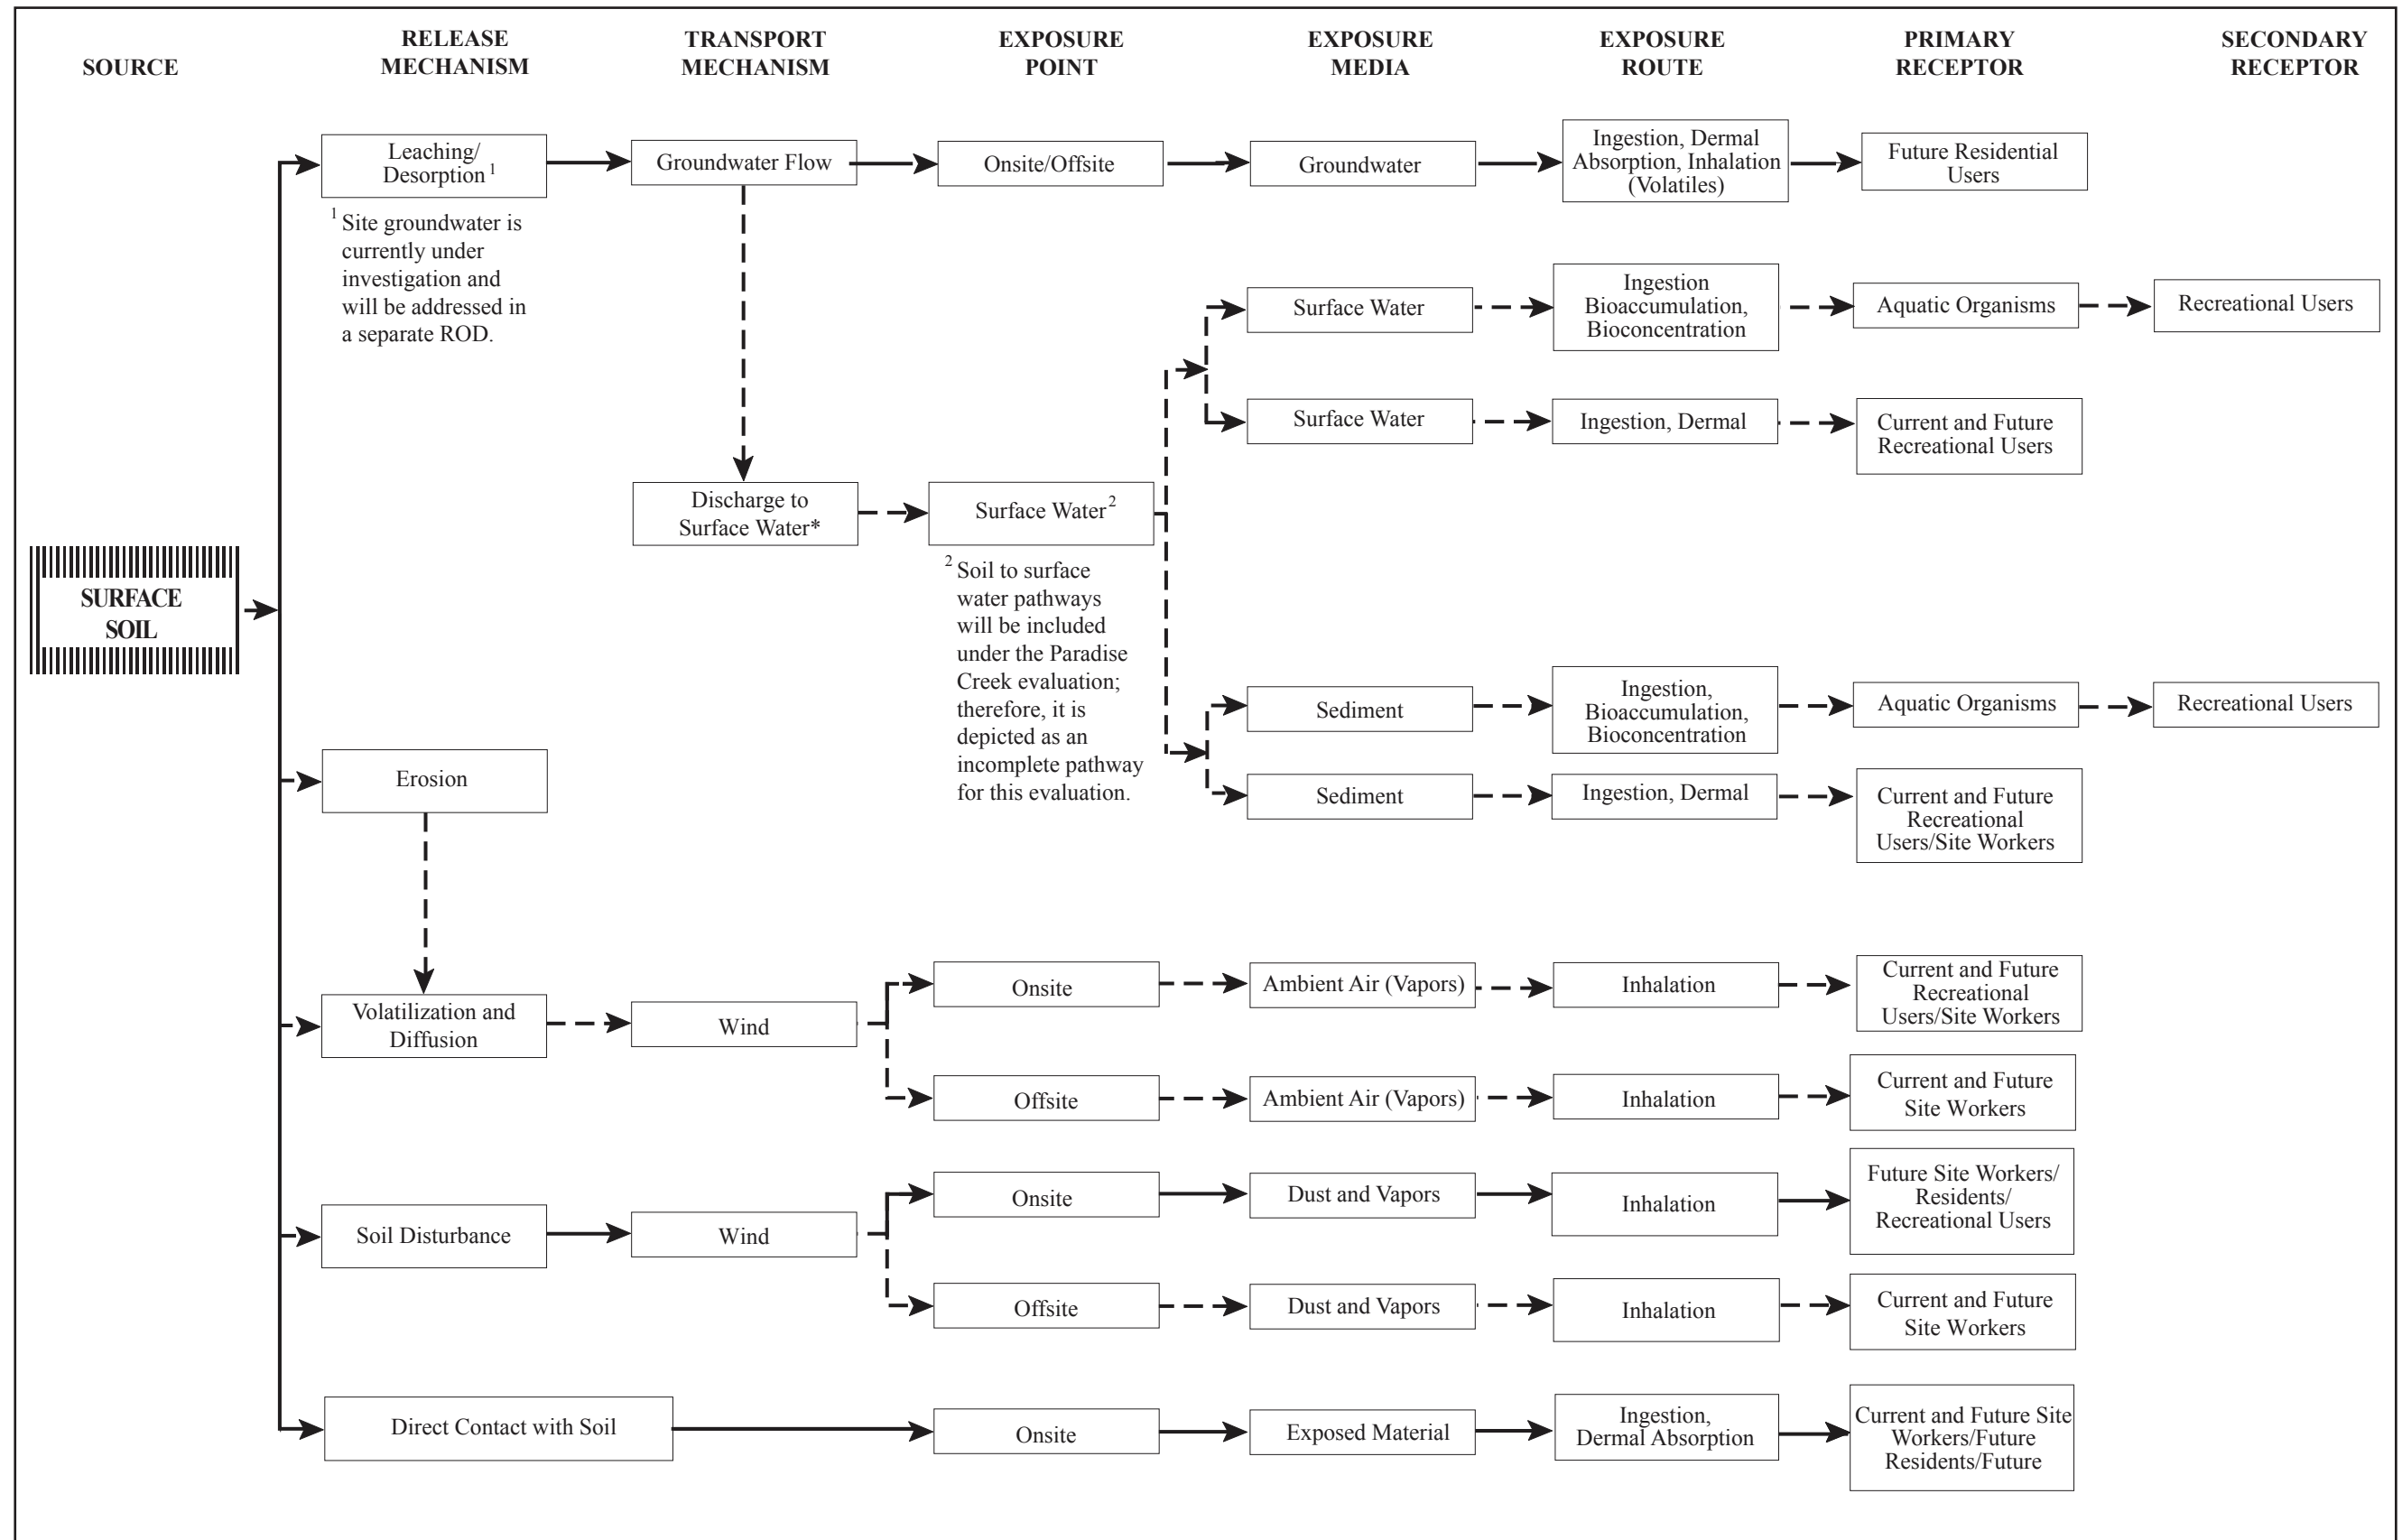 SOURCE
RELEASE
MECHANISM
TRANSPORT
MECHANISM
EXPOSURE
POINT
EXPOSURE
MEDIA
EXPOSURE
ROUTE
PRIMARY
RECEPTOR
SECONDARY
RECEPTOR
Leaching/
Desorption 1
Groundwater Flow
Onsite/Offsite
Groundwater
Ingestion, Dermal
Absorption, Inhalation
(Volatiles)
Future Residential
Users
1 Site groundwater is
currently under
investigation and
will be addressed in
a separate ROD.
Surface Water
Ingestion
Bioaccumulation,
Bioconcentration
Aquatic Organisms
Recreational Users
Surface Water
Ingestion, Dermal
Current and Future
Recreational Users
Discharge to
Surface Water*
Surface Water 2
2 Soil to surface
water pathways
will be included
under the Paradise
Creek evaluation;
therefore, it is
depicted as an
incomplete pathway
for this evaluation.
SURFACE
SOIL
Sediment
Ingestion,
Bioaccumulation,
Bioconcentration
Aquatic Organisms
Recreational Users
Erosion
Sediment
Ingestion, Dermal
Current and Future
Recreational
Users/Site Workers
Volatilization and
Diffusion
Wind
Onsite
Ambient Air (Vapors)
Inhalation
Current and Future
Recreational
Users/Site Workers
Offsite
Ambient Air (Vapors)
Inhalation
Current and Future
Site Workers
Soil Disturbance
Wind
Onsite
Dust and Vapors
Inhalation
Future Site Workers/
Residents/
Recreational Users
Offsite
Dust and Vapors
Inhalation
Current and Future
Site Workers
Direct Contact with Soil
Onsite
Exposed Material
Ingestion,
Dermal Absorption
Current and Future Site
Workers/Future
Residents/Future